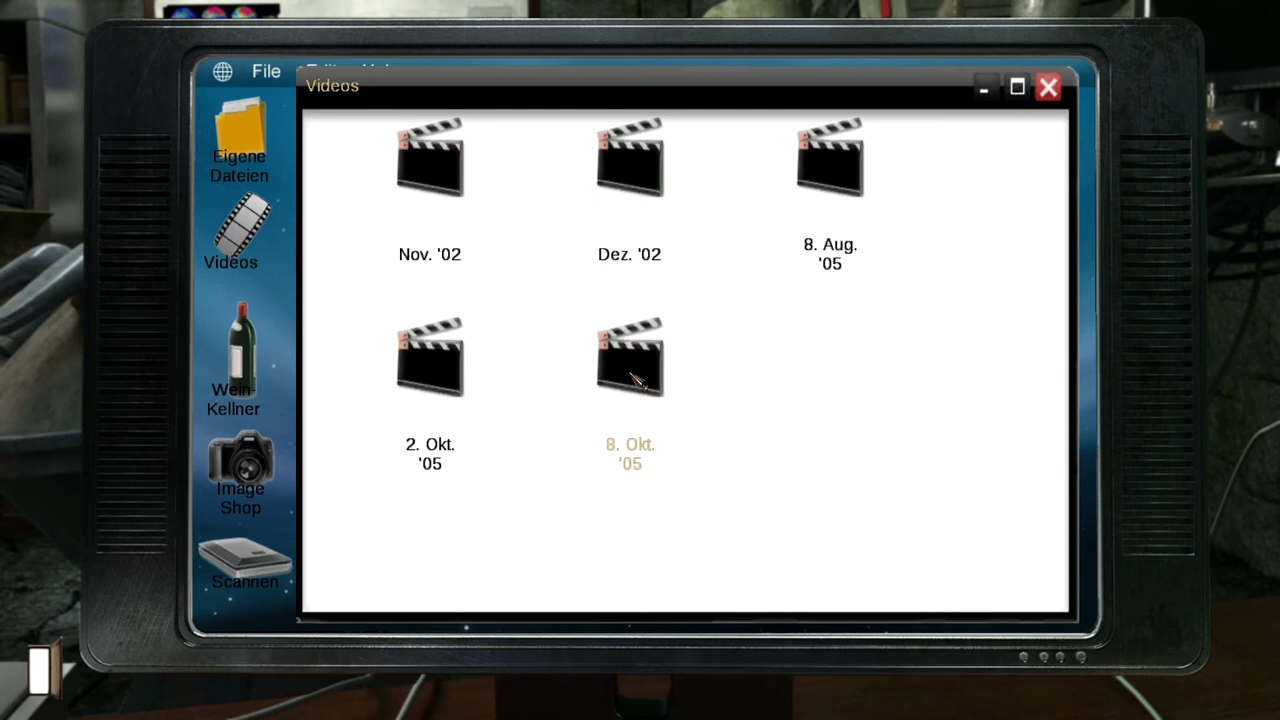 File
Videos
Eigene
Dateien
Videos
Wein-
Kellner
Image
Shop
Scannen
Nov. '02
Dez. '02
8. Aug.
'05
2. Okt.
'05
8. Okt.
'05